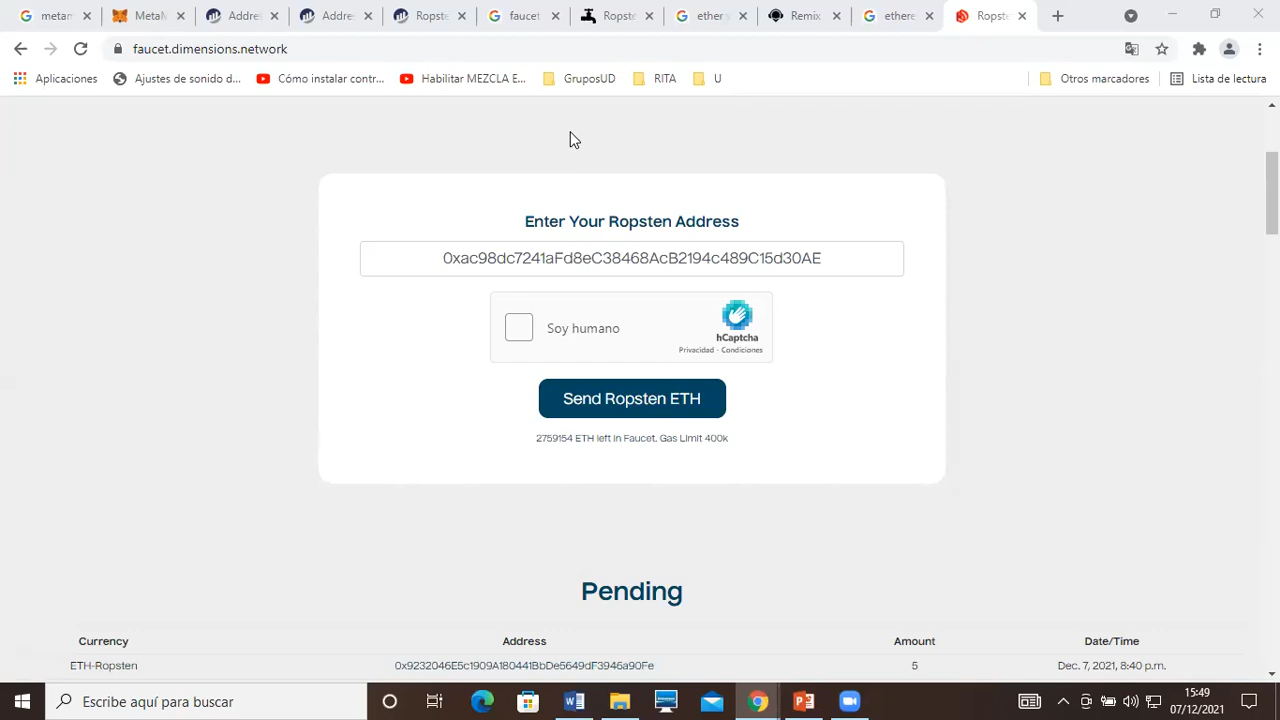 metan
MetaM
Addre
Addre
Ropste
faucet
Ropste
ether y
Remix
ethere
Ropste
faucet.dimensions.network
Aplicaciones
Ajustes de sonido d...
Cómo instalar contr...
Habilitar MEZCLA E...
GruposUD
RITA
U
Otros marcadores
Lista de lectura
Enter Your Ropsten Address
0xac98dc7241aFd8eC38468AcB2194c489C15d30AE
Soy humano
hCaptcha
Privacidad - Condiciones
Send Ropsten ETH
2759154 ETH left in Faucet. Gas Limit 400k
Pending
Currency Address Amount Date/Time
ETH-Ropsten 0x9232046E5c1909A180441BbDe5649dF3946a90Fe 5 Dec. 7, 2021, 8:40 p.m.
Escribe aquí para buscar
15:49
07/12/2021